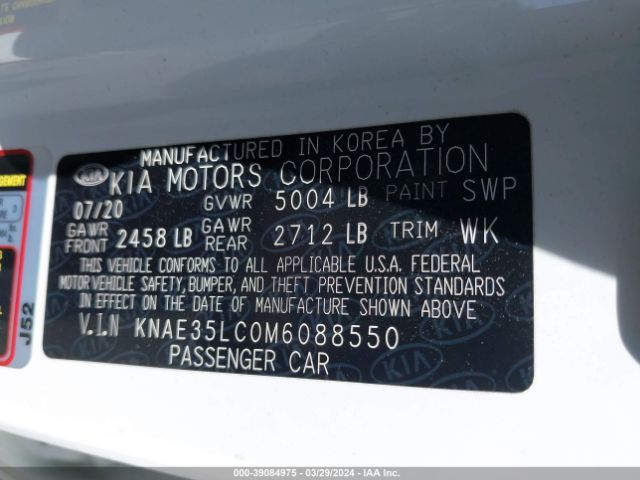 MANUFACTURED IN KOREA BY
KIA KIA MOTORS CORPORATION
07/20 GVWR 5004 LB PAINT SWP
GAWR FRONT 2458 LB GAWR REAR 2712 LB TRIM WK
THIS VEHICLE CONFORMS TO ALL APPLICABLE U.S.A. FEDERAL
MOTOR VEHICLE SAFETY, BUMPER, AND THEFT PREVENTION STANDARDS
IN EFFECT ON THE DATE OF MANUFACTURE SHOWN ABOVE
V.I.N KNAE35LC0M6088550
PASSENGER CAR
J52
000-39084975 - 03/29/2024 - IAA Inc.